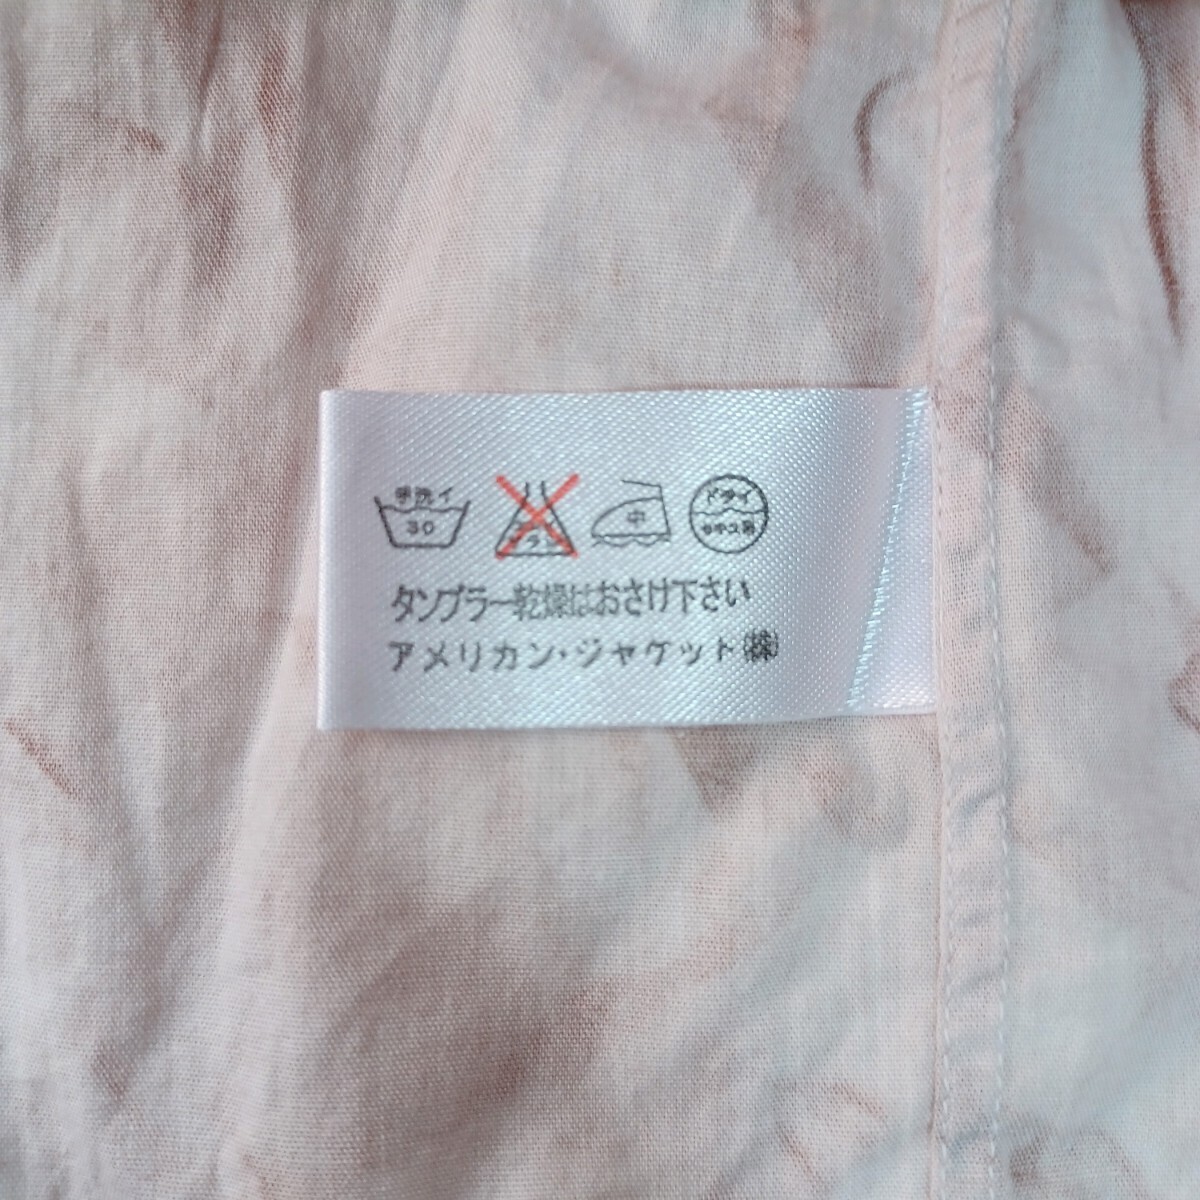 手洗イ
30
中
ドライ
セキユ系
タンブラー乾燥はおさけ下さい
アメリカン・ジャケット(株)